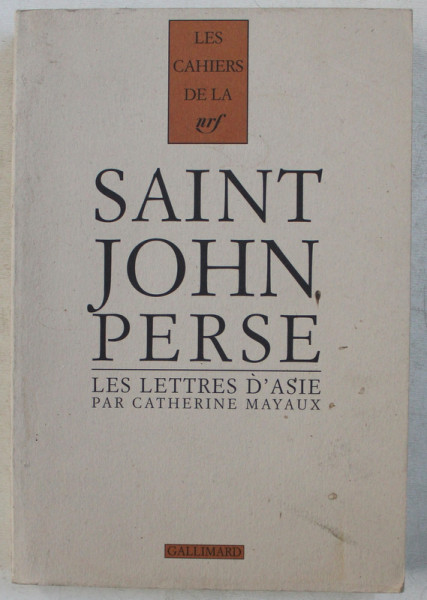 LES
CAHIERS
DE LA
nrf
SAINT
JOHN
PERSE
LES LETTRES D'ASIE
PAR CATHERINE MAYAUX
GALLIMARD